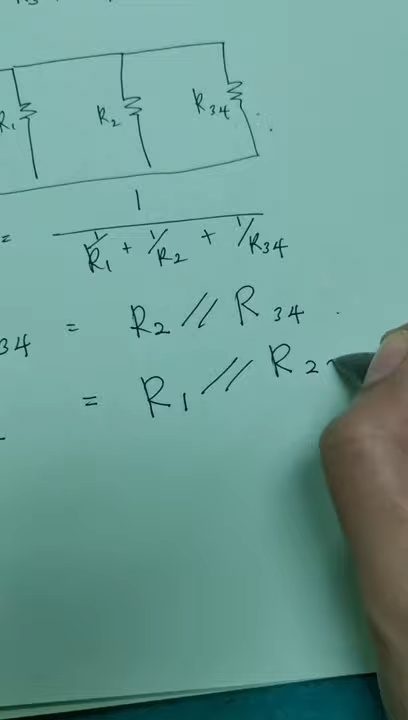 R₁ R₂ R₃₄
= 1 / (1/R₁ + 1/R₂ + 1/R₃₄)
34 = R₂ // R₃₄
= R₁ // R₂